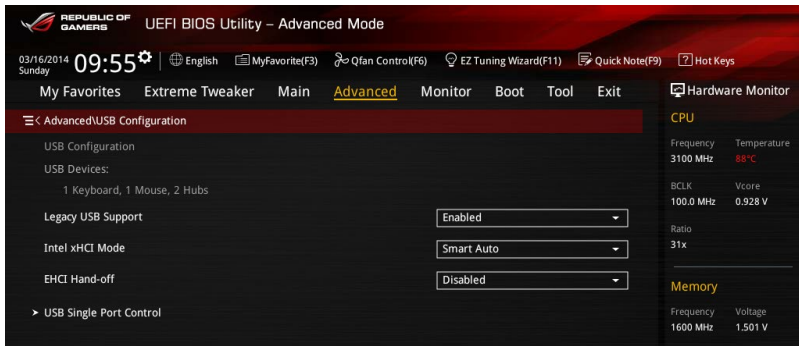 REPUBLIC OF
GAMERS
UEFI BIOS Utility – Advanced Mode
03/16/2014
Sunday
09:55
English
MyFavorite(F3)
Qfan Control(F6)
EZ Tuning Wizard(F11)
Quick Note(F9)
? Hot Keys
My Favorites Extreme Tweaker Main Advanced Monitor Boot Tool Exit
Hardware Monitor
< Advanced\USB Configuration
USB Configuration
USB Devices:
1 Keyboard, 1 Mouse, 2 Hubs
Legacy USB Support Enabled
Intel xHCI Mode Smart Auto
EHCI Hand-off Disabled
USB Single Port Control
CPU
Frequency Temperature
3100 MHz 88°C
BCLK Vcore
100.0 MHz 0.928 V
Ratio
31x
Memory
Frequency Voltage
1600 MHz 1.501 V